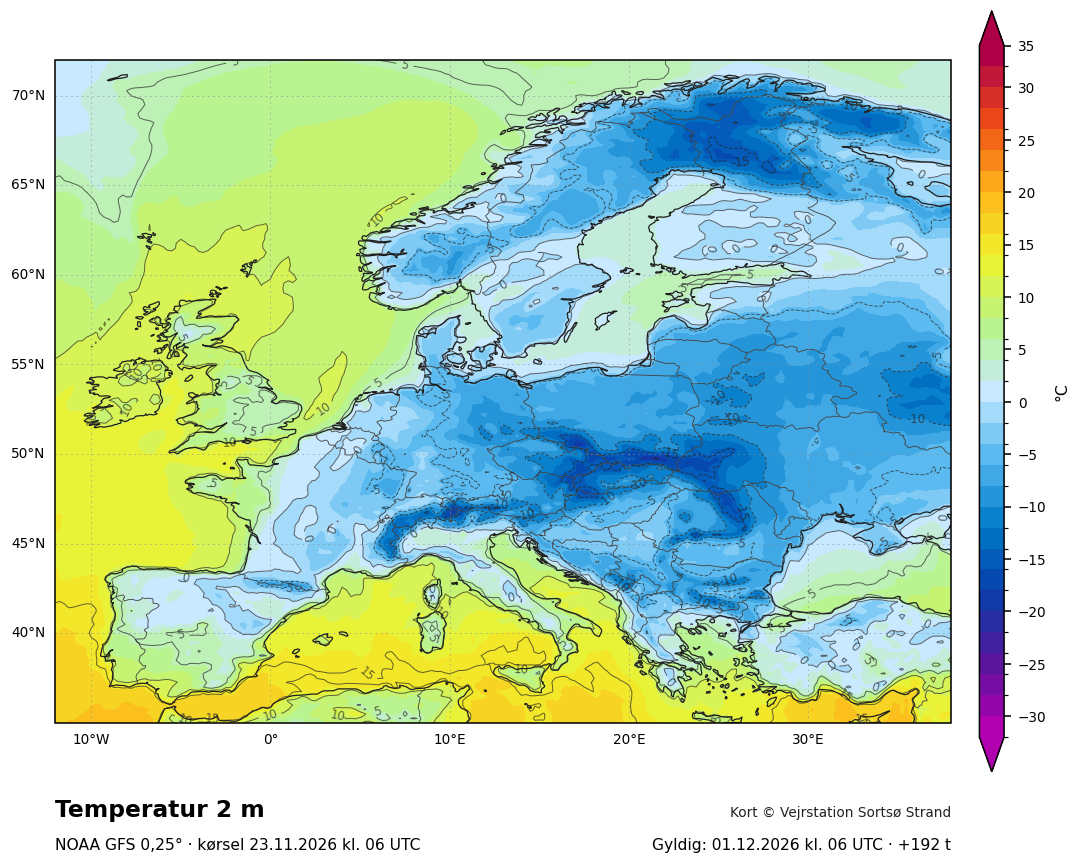 35
30
25
20
15
10
5
0
−5
−10
−15
−20
−25
−30
°C
70°N
65°N
60°N
55°N
50°N
45°N
40°N
10°W
0°
10°E
20°E
30°E
Temperatur 2 m
Kort © Vejrstation Sortsø Strand
NOAA GFS 0,25° · kørsel 23.11.2026 kl. 06 UTC
Gyldig: 01.12.2026 kl. 06 UTC · +192 t